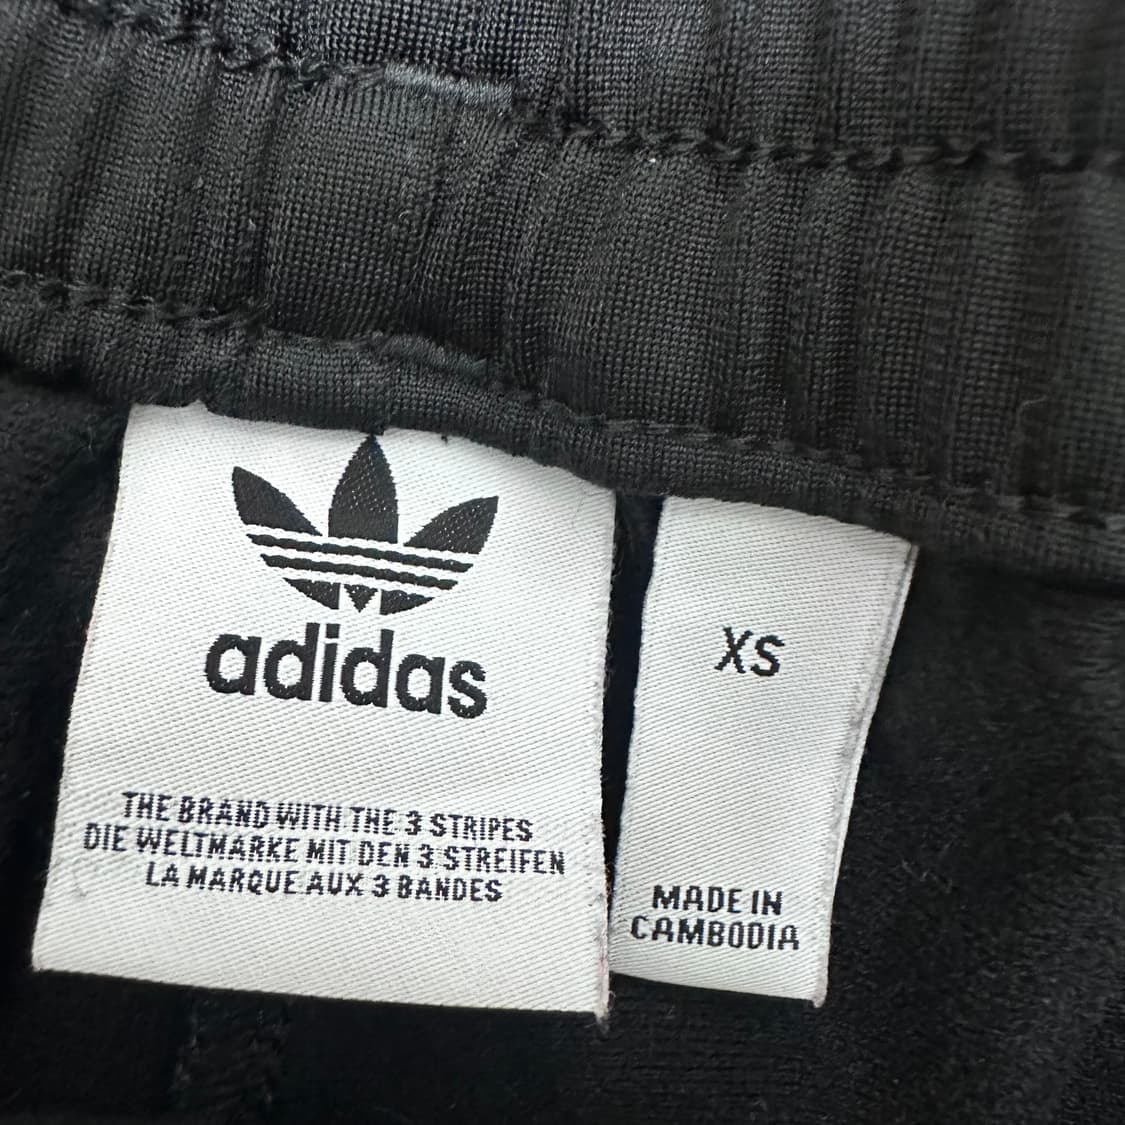 adidas
THE BRAND WITH THE 3 STRIPES
DIE WELTMARKE MIT DEN 3 STREIFEN
LA MARQUE AUX 3 BANDES
XS
MADE IN
CAMBODIA